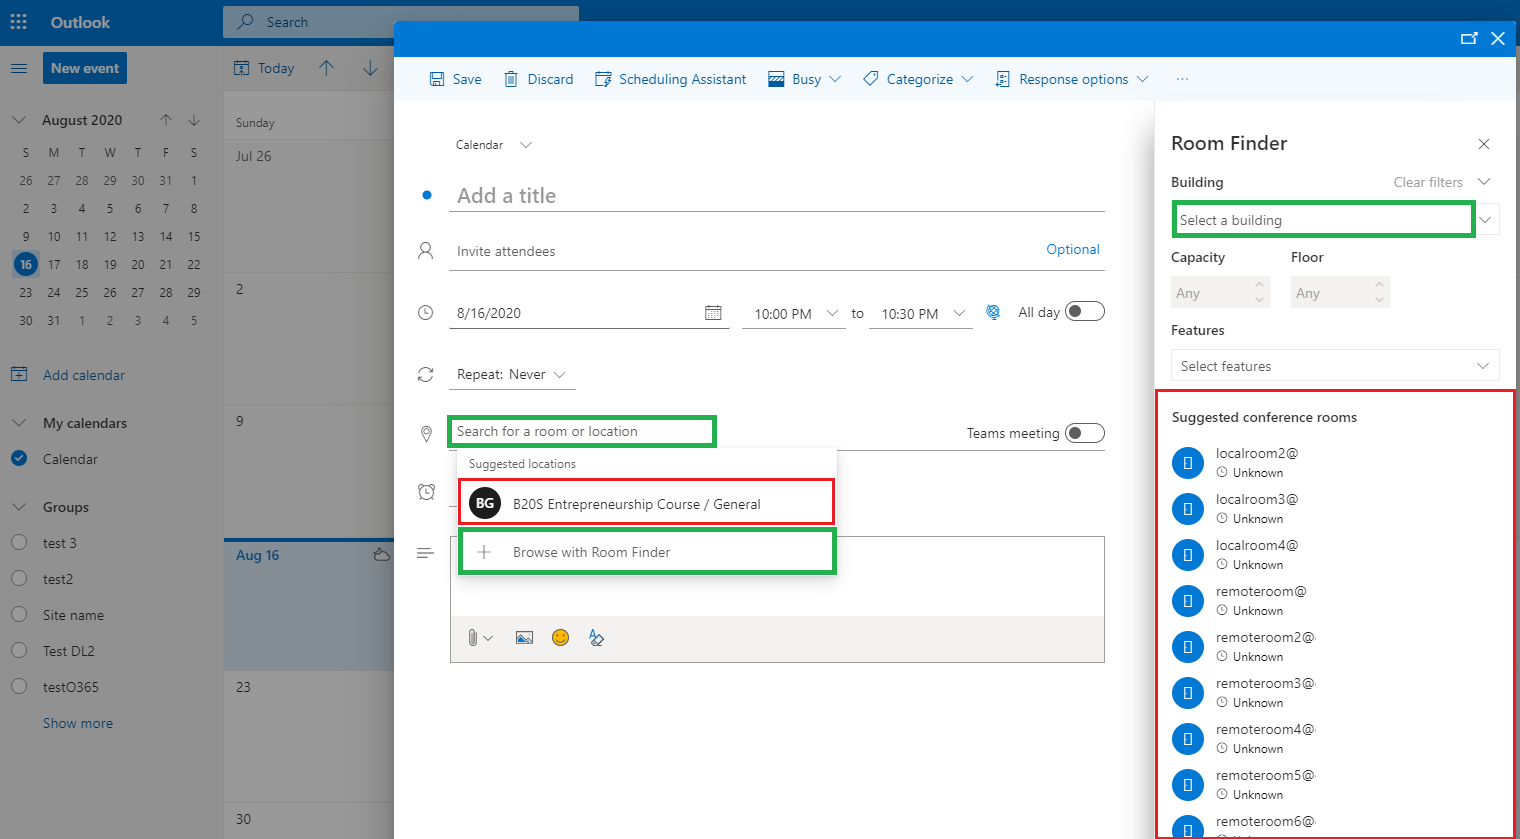 Outlook
Search
New event
Today
August 2020
S M T W T F S
26 27 28 29 30 31 1
2 3 4 5 6 7 8
9 10 11 12 13 14 15
16 17 18 19 20 21 22
23 24 25 26 27 28 29
30 31 1 2 3 4 5
Add calendar
My calendars
Calendar
Groups
test 3
test2
Site name
Test DL2
testO365
Show more
Sunday
Jul 26
2
9
Aug 16
23
30
Save Discard Scheduling Assistant Busy Categorize Response options ...
Calendar
Add a title
Invite attendees Optional
8/16/2020 10:00 PM to 10:30 PM All day
Repeat: Never
Search for a room or location Teams meeting
Suggested locations
BG B20S Entrepreneurship Course / General
Browse with Room Finder
Room Finder
Building Clear filters
Select a building
Capacity Floor
Any Any
Features
Select features
Suggested conference rooms
localroom2@
Unknown
localroom3@
Unknown
localroom4@
Unknown
remoteroom@
Unknown
remoteroom2@
Unknown
remoteroom3@
Unknown
remoteroom4@
Unknown
remoteroom5@
Unknown
remoteroom6@